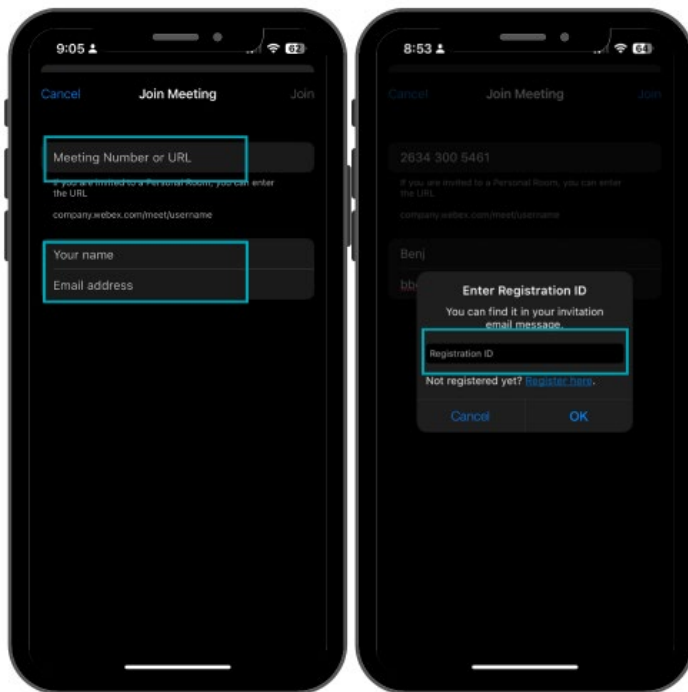 9:05
62
Cancel
Join Meeting
Join
Meeting Number or URL
If you are invited to a Personal Room, you can enter
the URL
company.webex.com/meet/username
Your name
Email address
8:53
64
Cancel
Join Meeting
Join
2634 300 5461
If you are invited to a Personal Room, you can enter
the URL
company.webex.com/meet/username
Benj
Enter Registration ID
You can find it in your invitation
email message.
Registration ID
Not registered yet? Register here.
Cancel
OK